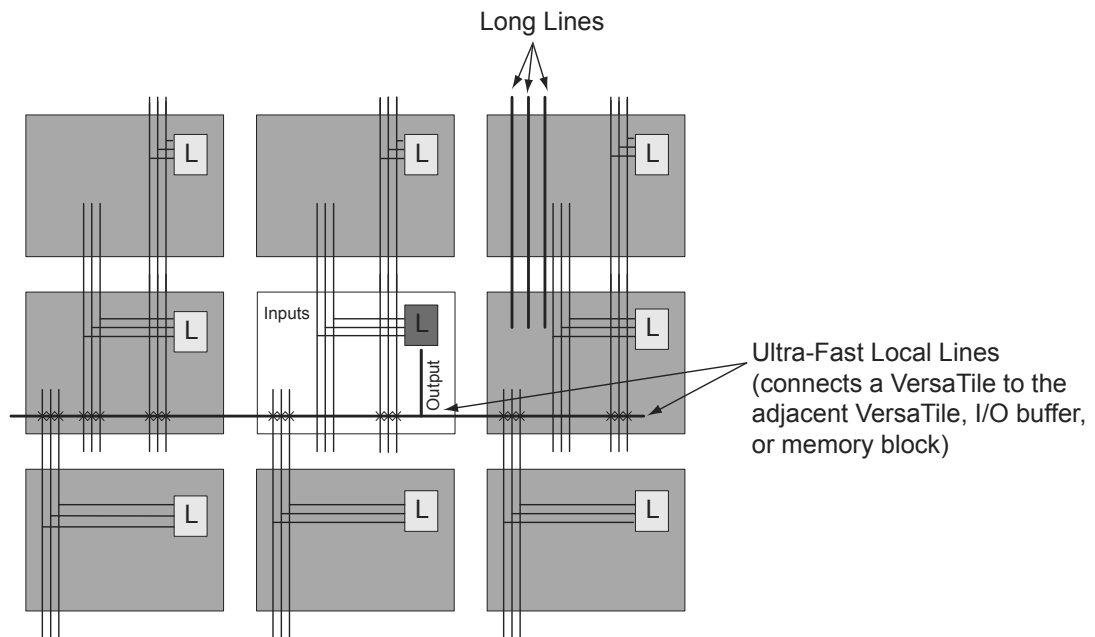 Long Lines
L
L
L
L
Inputs
L
L
Output
Ultra-Fast Local Lines
(connects a VersaTile to the
adjacent VersaTile, I/O buffer,
or memory block)
L
L
L